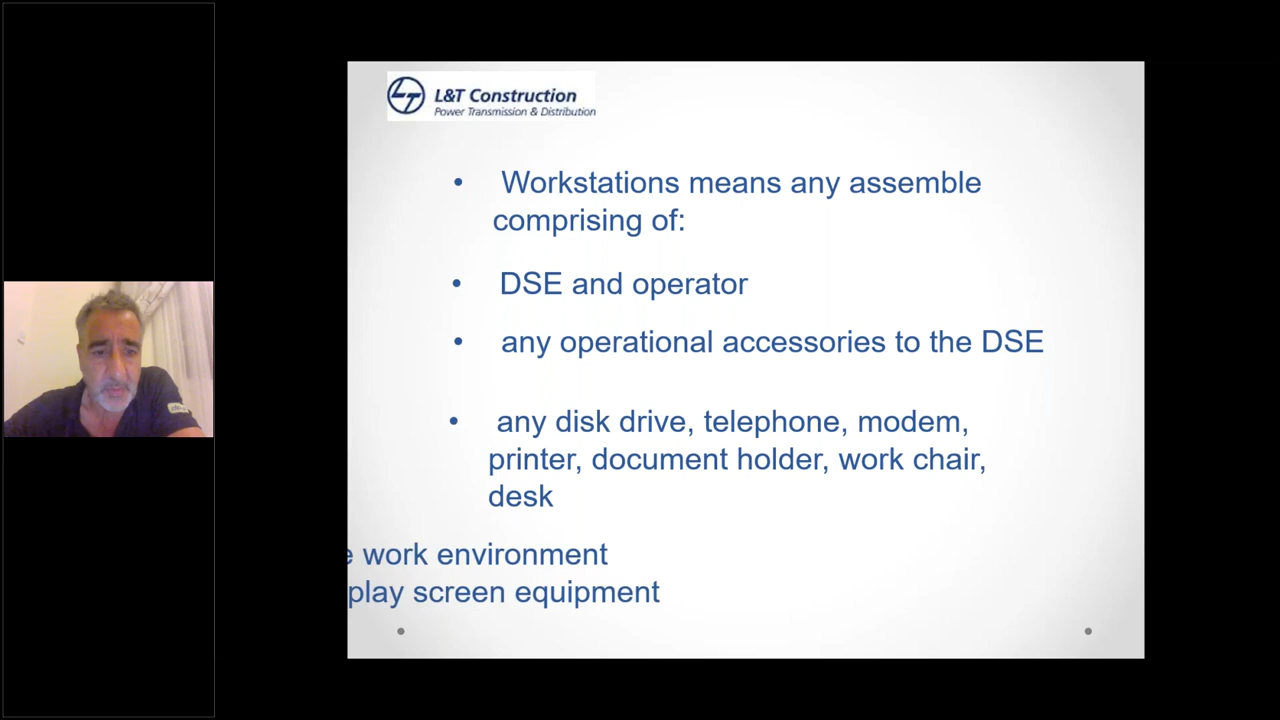 L&T Construction
Power Transmission & Distribution
• Workstations means any assemble
comprising of:
• DSE and operator
• any operational accessories to the DSE
• any disk drive, telephone, modem,
printer, document holder, work chair,
desk
work environment
play screen equipment